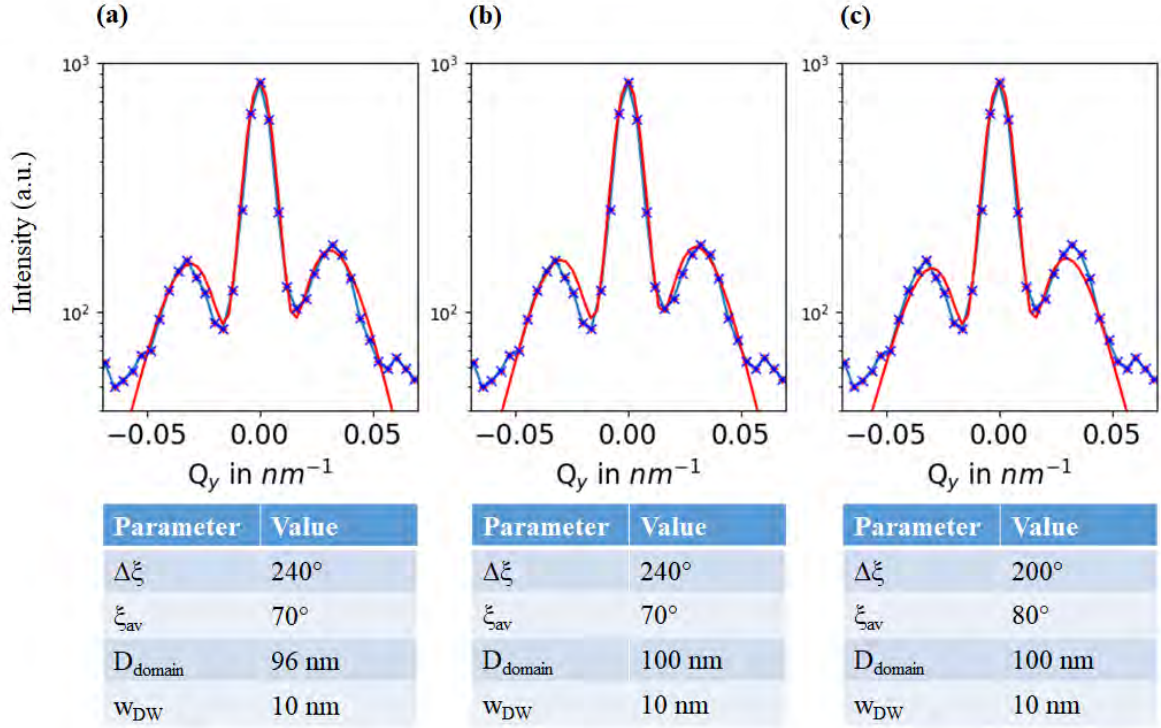 (a) (b) (c)
10³ 10³ 10³
Intensity (a.u.)
10² 10² 10²
−0.05 0.00 0.05 −0.05 0.00 0.05 −0.05 0.00 0.05
Q_y in nm⁻¹ Q_y in nm⁻¹ Q_y in nm⁻¹
Parameter Value Parameter Value Parameter Value
Δξ 240° Δξ 240° Δξ 200°
ξ_av 70° ξ_av 70° ξ_av 80°
D_domain 96 nm D_domain 100 nm D_domain 100 nm
w_DW 10 nm w_DW 10 nm w_DW 10 nm